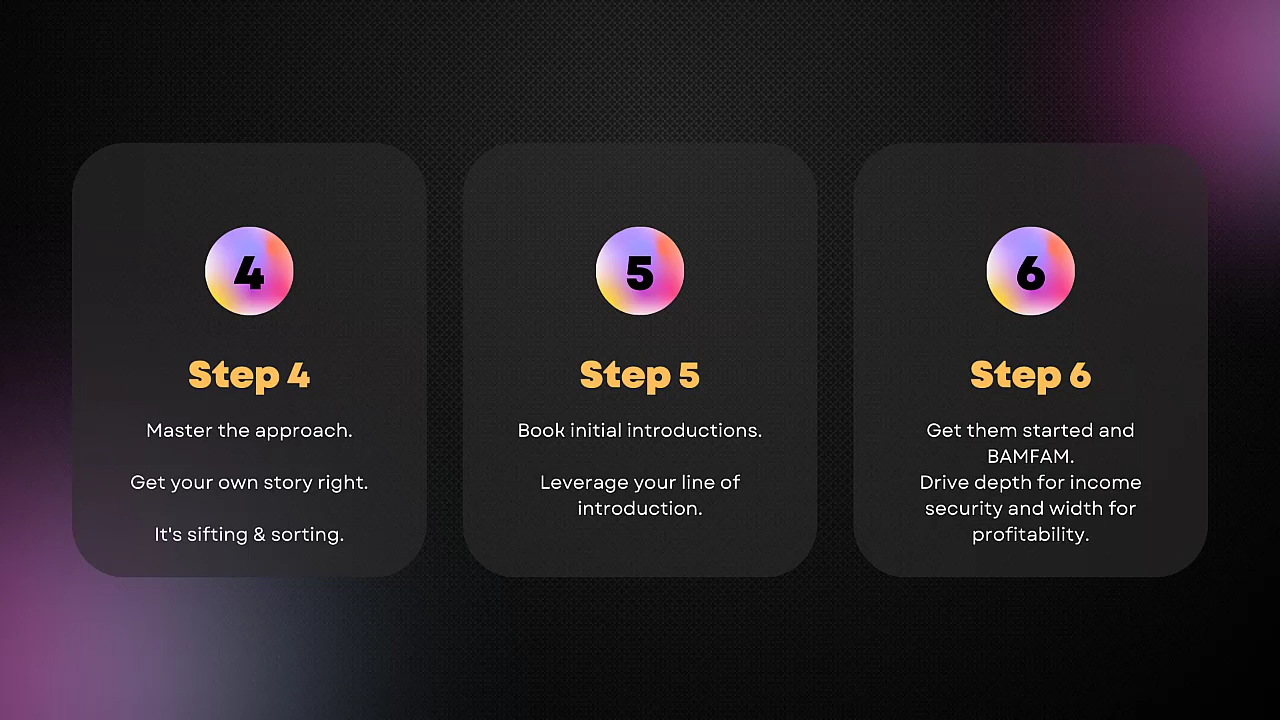 4
Step 4
Master the approach.
Get your own story right.
It's sifting & sorting.
5
Step 5
Book initial introductions.
Leverage your line of
introduction.
6
Step 6
Get them started and
BAMFAM.
Drive depth for income
security and width for
profitability.